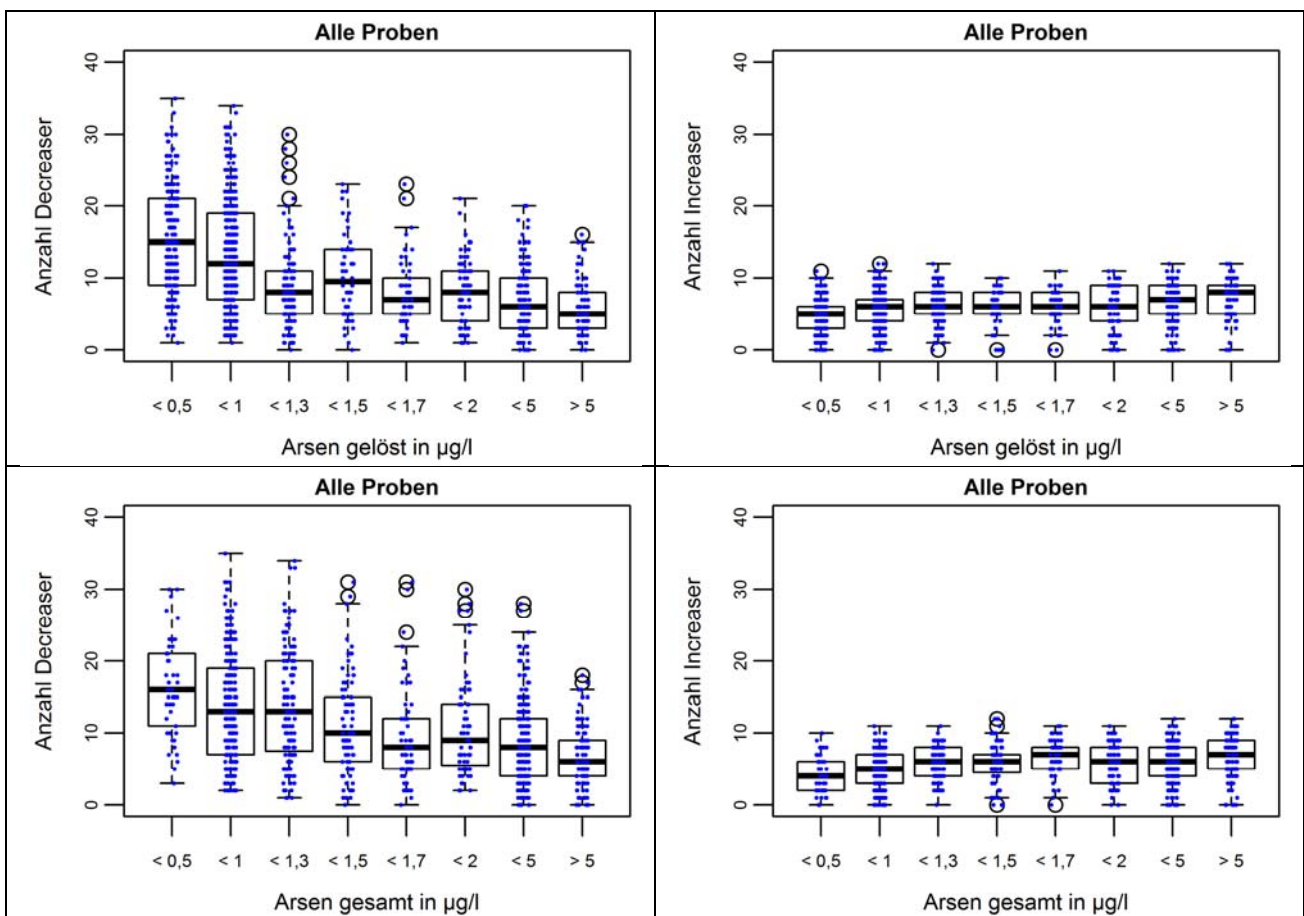 Alle Proben
Anzahl Decreaser
40
30
20
10
0
< 0,5 < 1 < 1,3 < 1,5 < 1,7 < 2 < 5 > 5
Arsen gelöst in µg/l
Alle Proben
Anzahl Increaser
40
30
20
10
0
< 0,5 < 1 < 1,3 < 1,5 < 1,7 < 2 < 5 > 5
Arsen gelöst in µg/l
Alle Proben
Anzahl Decreaser
40
30
20
10
0
< 0,5 < 1 < 1,3 < 1,5 < 1,7 < 2 < 5 > 5
Arsen gesamt in µg/l
Alle Proben
Anzahl Increaser
40
30
20
10
0
< 0,5 < 1 < 1,3 < 1,5 < 1,7 < 2 < 5 > 5
Arsen gesamt in µg/l